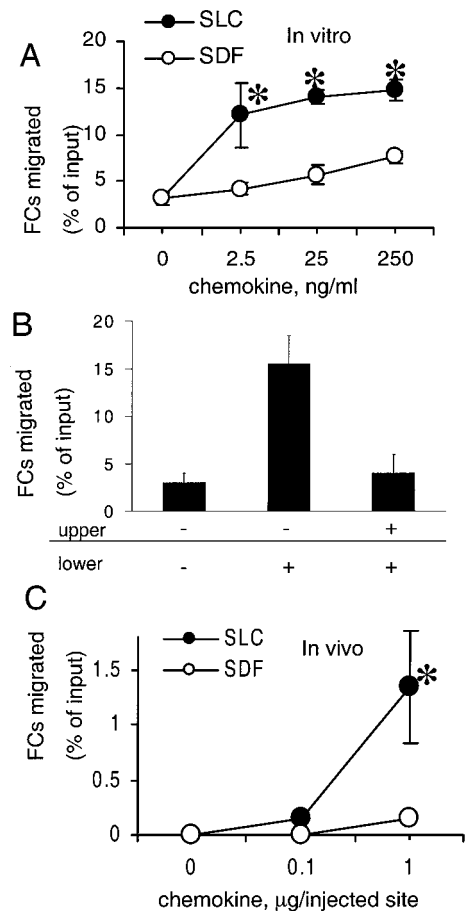 A
SLC
SDF
In vitro
* * *
FCs migrated
(% of input)
20
15
10
5
0
0 2.5 25 250
chemokine, ng/ml
B
FCs migrated
(% of input)
20
15
10
5
0
upper - - +
lower - + +
C
SLC
SDF
In vivo
*
FCs migrated
(% of input)
1.5
1
0.5
0
0 0.1 1
chemokine, µg/injected site